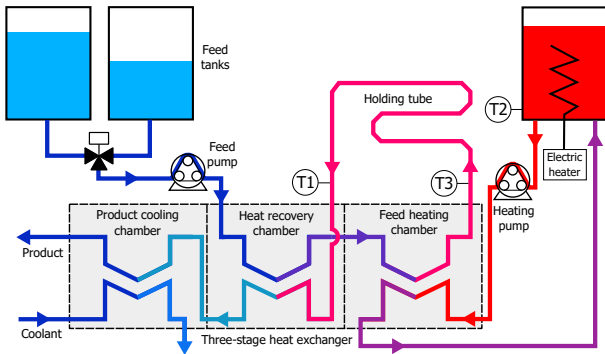 Feed
tanks
Holding tube
T2
Feed
pump
Electric
heater
T1
T3
Heating
pump
Product cooling
chamber
Heat recovery
chamber
Feed heating
chamber
Product
Coolant
Three-stage heat exchanger